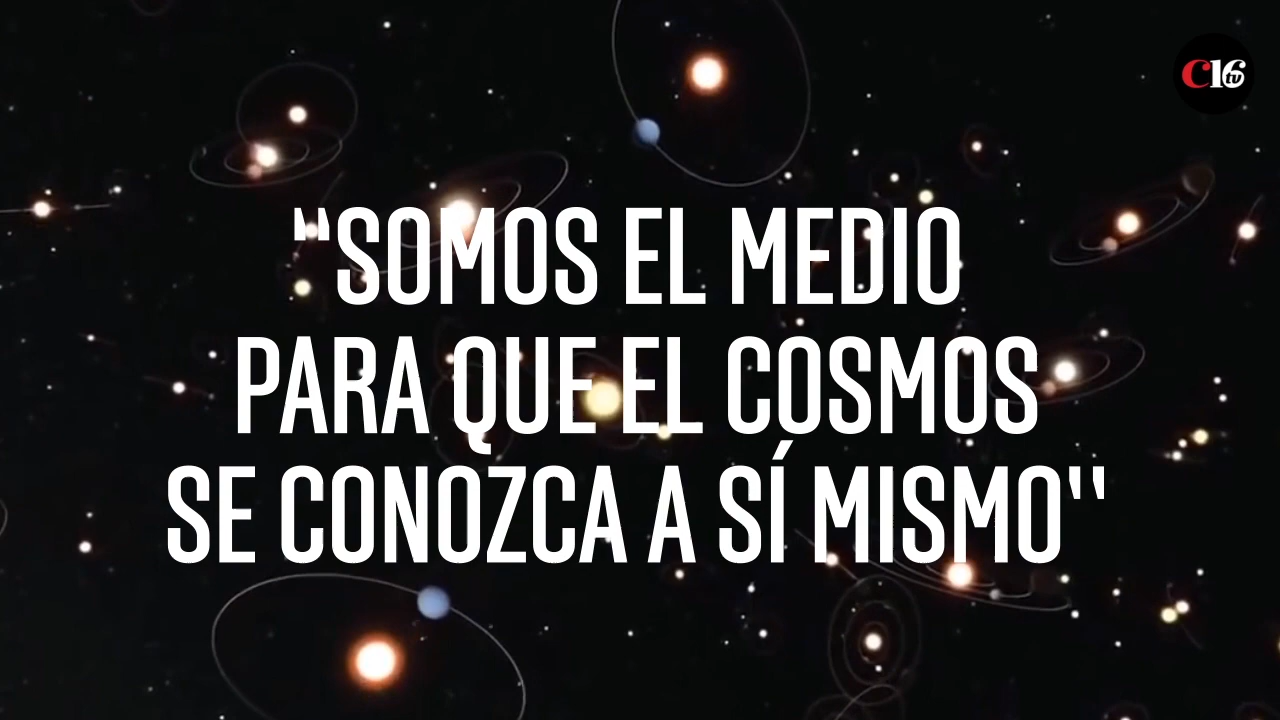 C16
tv
“SOMOS EL MEDIO
PARA QUE EL COSMOS
SE CONOZCA A SÍ MISMO"